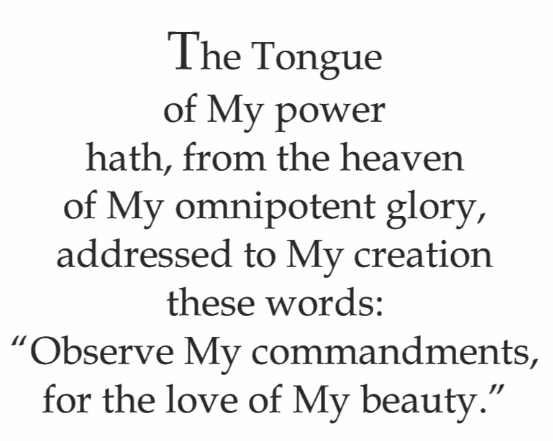 The Tongue
of My power
hath, from the heaven
of My omnipotent glory,
addressed to My creation
these words:
“Observe My commandments,
for the love of My beauty.”